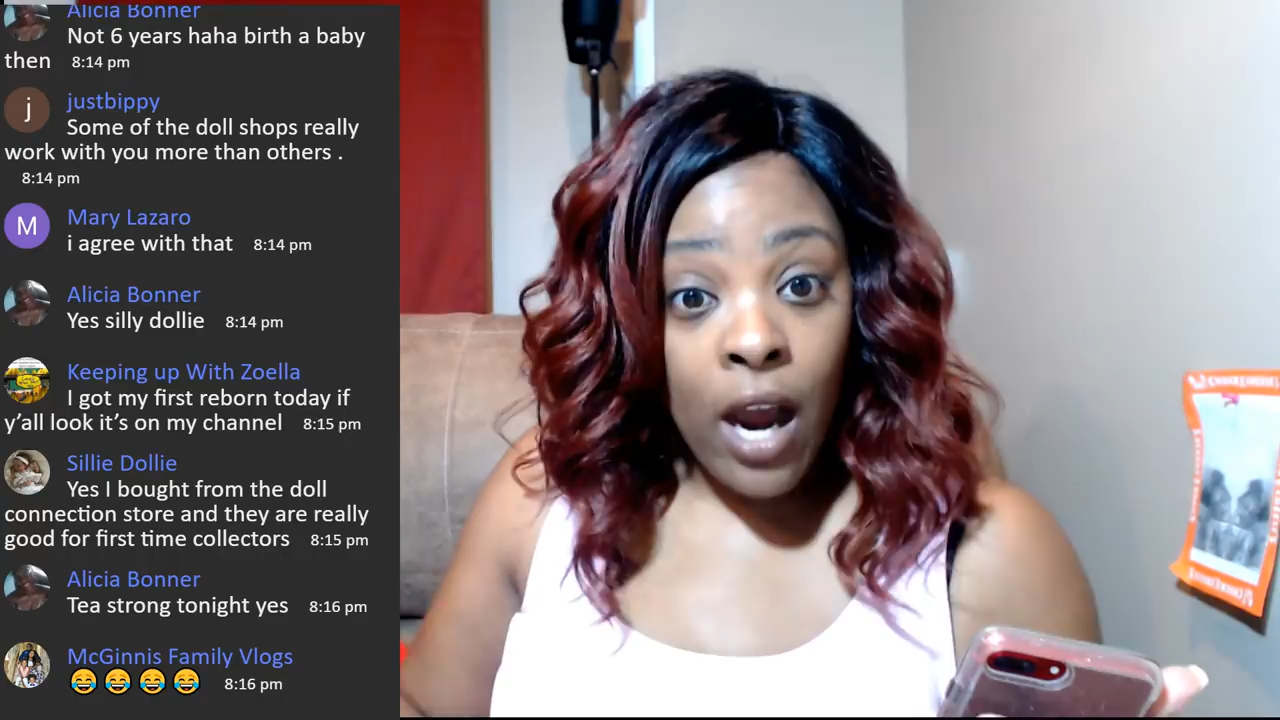 Alicia Bonner
Not 6 years haha birth a baby
then 8:14 pm
j
justbippy
Some of the doll shops really
work with you more than others .
8:14 pm
M
Mary Lazaro
i agree with that 8:14 pm
Alicia Bonner
Yes silly dollie 8:14 pm
Keeping up With Zoella
I got my first reborn today if
y’all look it’s on my channel 8:15 pm
Sillie Dollie
Yes I bought from the doll
connection store and they are really
good for first time collectors 8:15 pm
Alicia Bonner
Tea strong tonight yes 8:16 pm
McGinnis Family Vlogs
😂 😂 😂 😂 8:16 pm